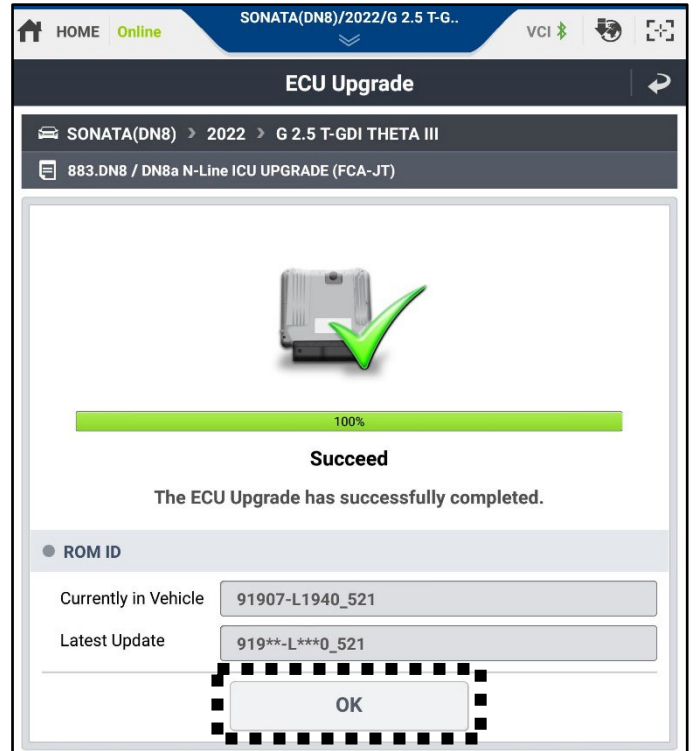 HOME Online SONATA(DN8)/2022/G 2.5 T-G.. VCI
ECU Upgrade
SONATA(DN8) > 2022 > G 2.5 T-GDI THETA III
883.DN8 / DN8a N-Line ICU UPGRADE (FCA-JT)
100%
Succeed
The ECU Upgrade has successfully completed.
ROM ID
Currently in Vehicle 91907-L1940_521
Latest Update 919**-L***0_521
OK